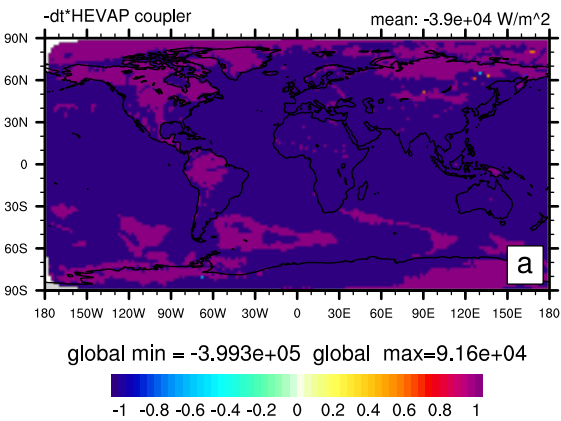 -dt*HEVAP coupler mean: -3.9e+04 W/m^2
90N
60N
30N
0
30S
60S
90S
a
180 150W 120W 90W 60W 30W 0 30E 60E 90E 120E 150E 180
global min = -3.993e+05 global max=9.16e+04
-1 -0.8 -0.6 -0.4 -0.2 0 0.2 0.4 0.6 0.8 1